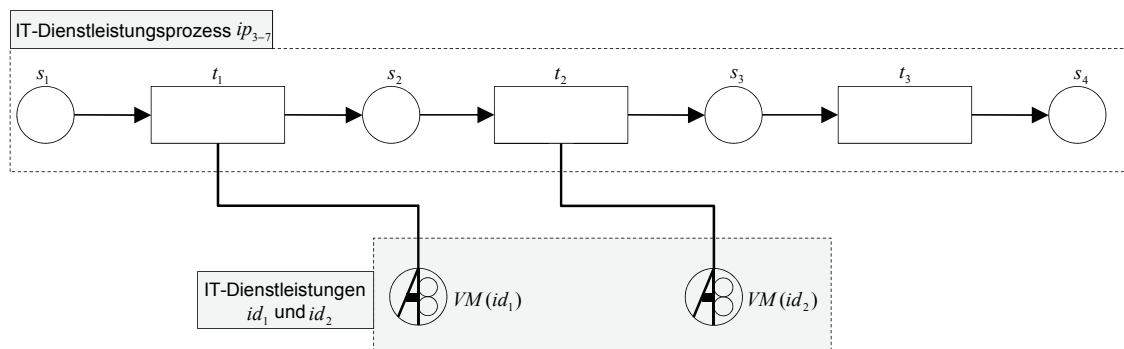 IT-Dienstleistungsprozess ip₃₋₇
s₁ t₁ s₂ t₂ s₃ t₃ s₄
IT-Dienstleistungen
id₁ und id₂
VM(id₁) VM(id₂)